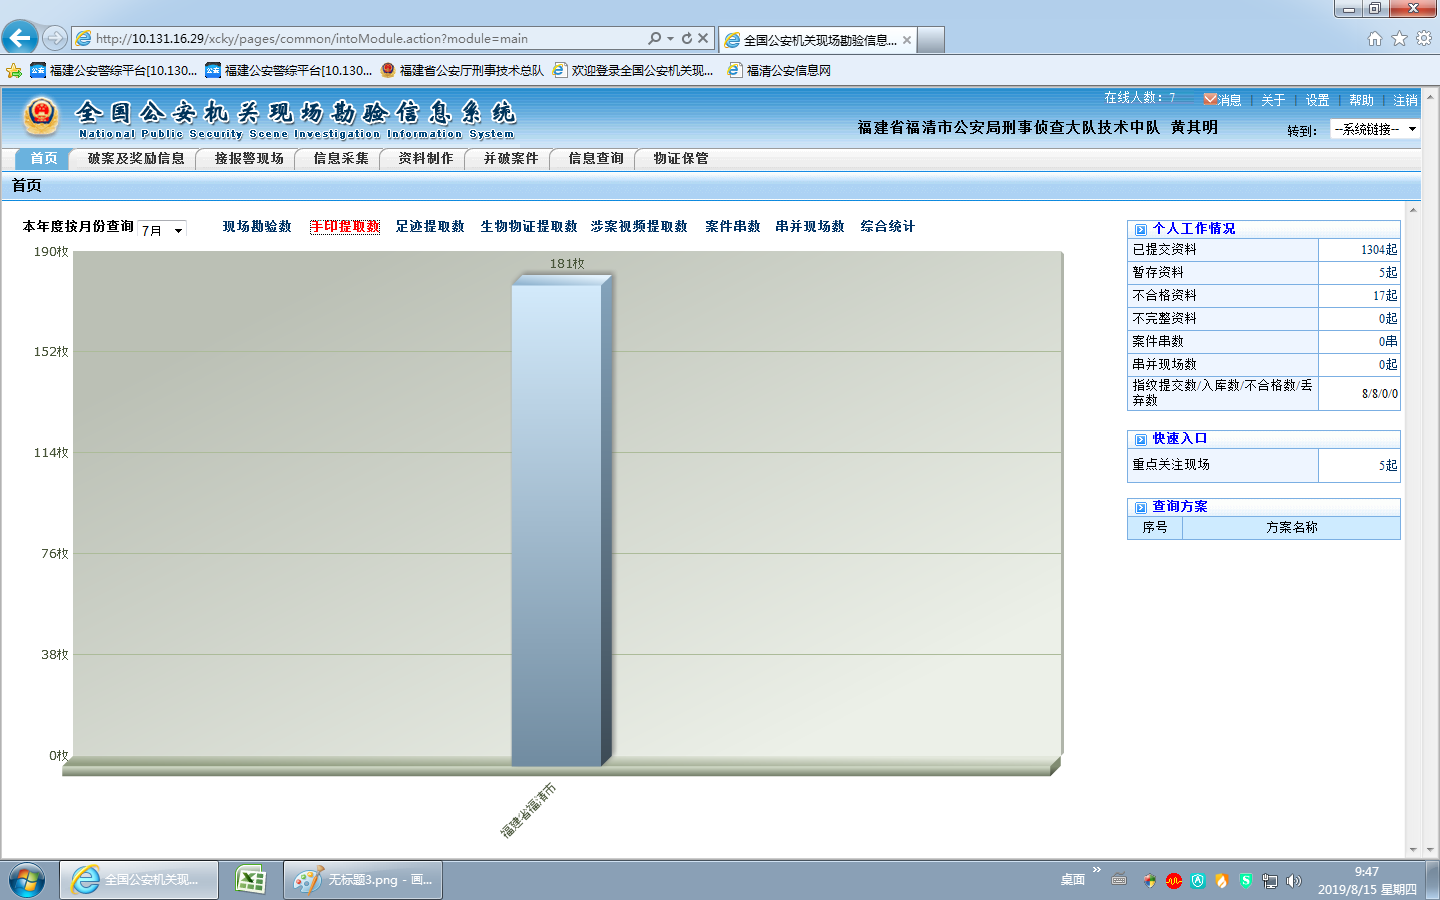 http://10.131.16.29/xcky/pages/common/intoModule.action?module=main
全国公安机关现场勘验信息...
福建公安警综平台[10.130... 福建公安警综平台[10.130... 福建省公安厅刑事技术总队 欢迎登录全国公安机关现... 福清公安信息网
全国公安机关现场勘验信息系统
National Public Security Scene Investigation Information System
在线人数：7 消息 | 关于 | 设置 | 帮助 | 注销
福建省福清市公安局刑事侦查大队技术中队 黄其明
转到： --系统链接--
首页 破案及奖励信息 接报警现场 信息采集 资料制作 并破案件 信息查询 物证保管
首页
本年度按月份查询 7月 现场勘验数 手印提取数 足迹提取数 生物物证提取数 涉案视频提取数 案件串数 串并现场数 综合统计
190枚
152枚
114枚
76枚
38枚
0枚
181枚
福建省福清市
个人工作情况
已提交资料 1304起
暂存资料 5起
不合格资料 17起
不完整资料 0起
案件串数 0串
串并现场数 0起
指纹提交数/入库数/不合格数/丢
弃数 8/8/0/0
快速入口
重点关注现场 5起
查询方案
序号 方案名称
全国公安机关现... 无标题3.png - 画...
桌面
9:47
2019/8/15 星期四